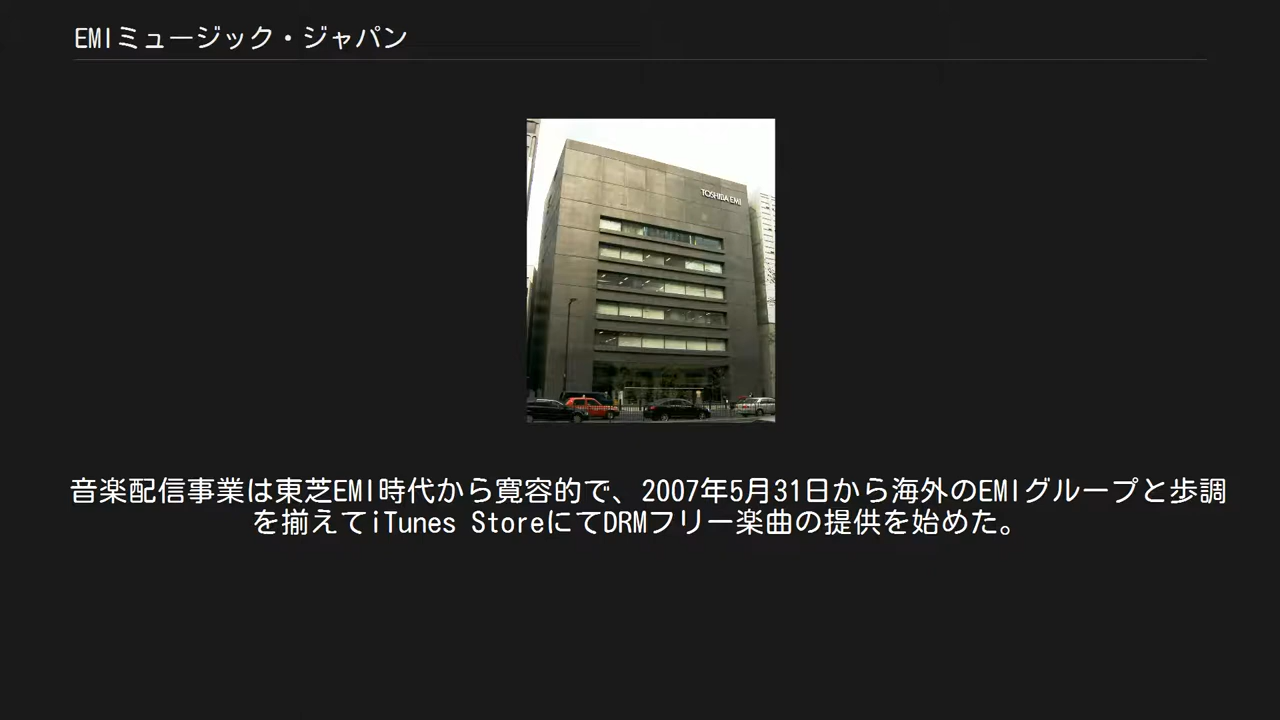 EMIミュージック・ジャパン
TOSHIBA EMI
音楽配信事業は東芝EMI時代から寛容的で、2007年5月31日から海外のEMIグループと歩調
を揃えてiTunes StoreにてDRMフリー楽曲の提供を始めた。